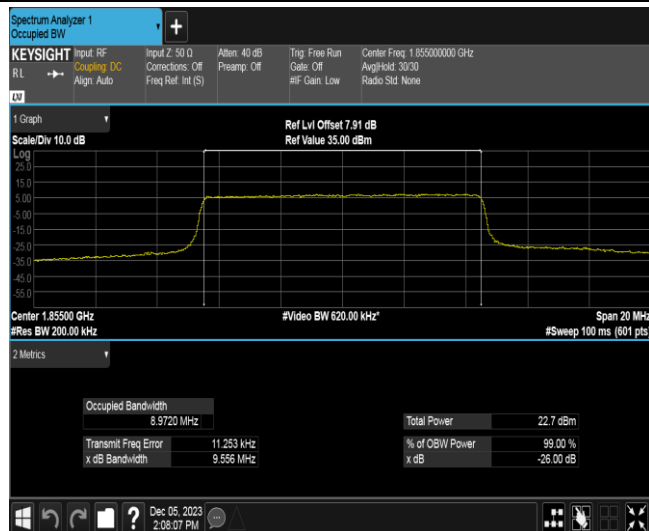 Spectrum Analyzer 1
Occupied BW
+
KEYSIGHT
RL
Input: RF
Coupling: DC
Align: Auto
Input Z: 50 Ω
Corrections: Off
Freq Ref: Int (S)
Atten: 40 dB
Preamp: Off
Trig: Free Run
Gate: Off
#IF Gain: Low
Center Freq: 1.855000000 GHz
Avg|Hold: 30/30
Radio Std: None
1 Graph
Scale/Div 10.0 dB
Ref Lvl Offset 7.91 dB
Ref Value 35.00 dBm
Log
25.0
15.0
5.00
-5.00
-15.0
-25.0
-35.0
-45.0
-55.0
Center 1.85500 GHz
#Video BW 620.00 kHz*
Span 20 MHz
#Res BW 200.00 kHz
#Sweep 100 ms (601 pts)
2 Metrics
Occupied Bandwidth
8.9720 MHz
Total Power 22.7 dBm
Transmit Freq Error 11.253 kHz
% of OBW Power 99.00 %
x dB Bandwidth 9.556 MHz
x dB -26.00 dB
?
Dec 05, 2023
2:08:07 PM